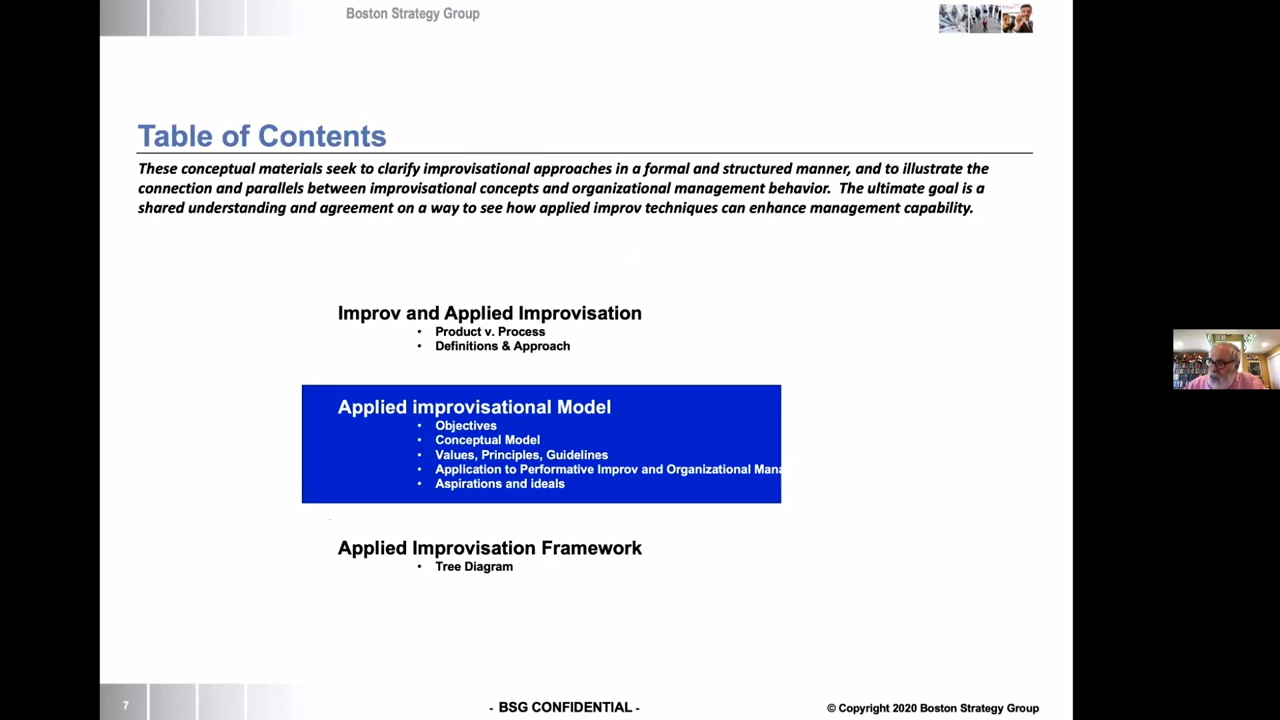 Boston Strategy Group
Table of Contents
These conceptual materials seek to clarify improvisational approaches in a formal and structured manner, and to illustrate the
connection and parallels between improvisational concepts and organizational management behavior. The ultimate goal is a
shared understanding and agreement on a way to see how applied improv techniques can enhance management capability.
Improv and Applied Improvisation
• Product v. Process
• Definitions & Approach
Applied improvisational Model
• Objectives
• Conceptual Model
• Values, Principles, Guidelines
• Application to Performative Improv and Organizational Mana
• Aspirations and ideals
Applied Improvisation Framework
• Tree Diagram
7
- BSG CONFIDENTIAL -
© Copyright 2020 Boston Strategy Group